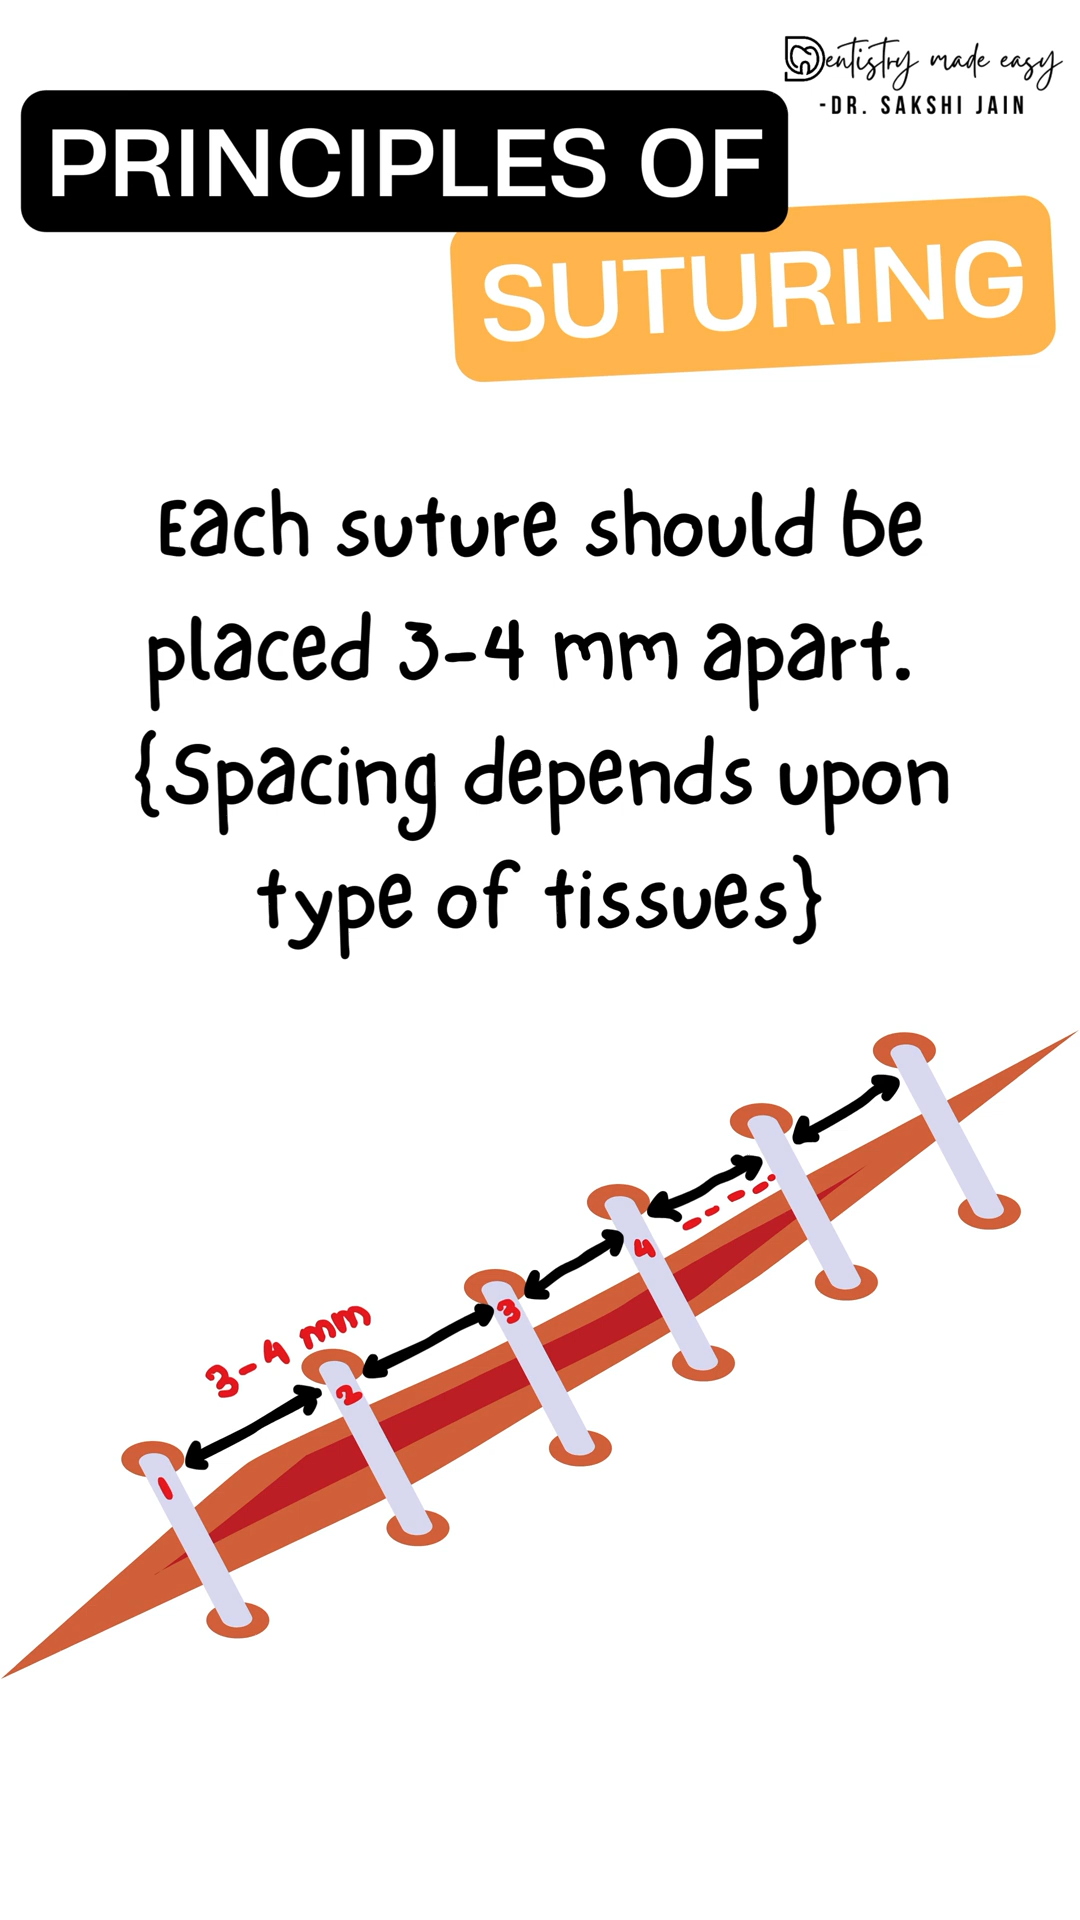 Dentistry made easy
-DR. SAKSHI JAIN
PRINCIPLES OF
SUTURING
Each suture should be
placed 3-4 mm apart.
{Spacing depends upon
type of tissues}
4
3
3-4 mm
2
1